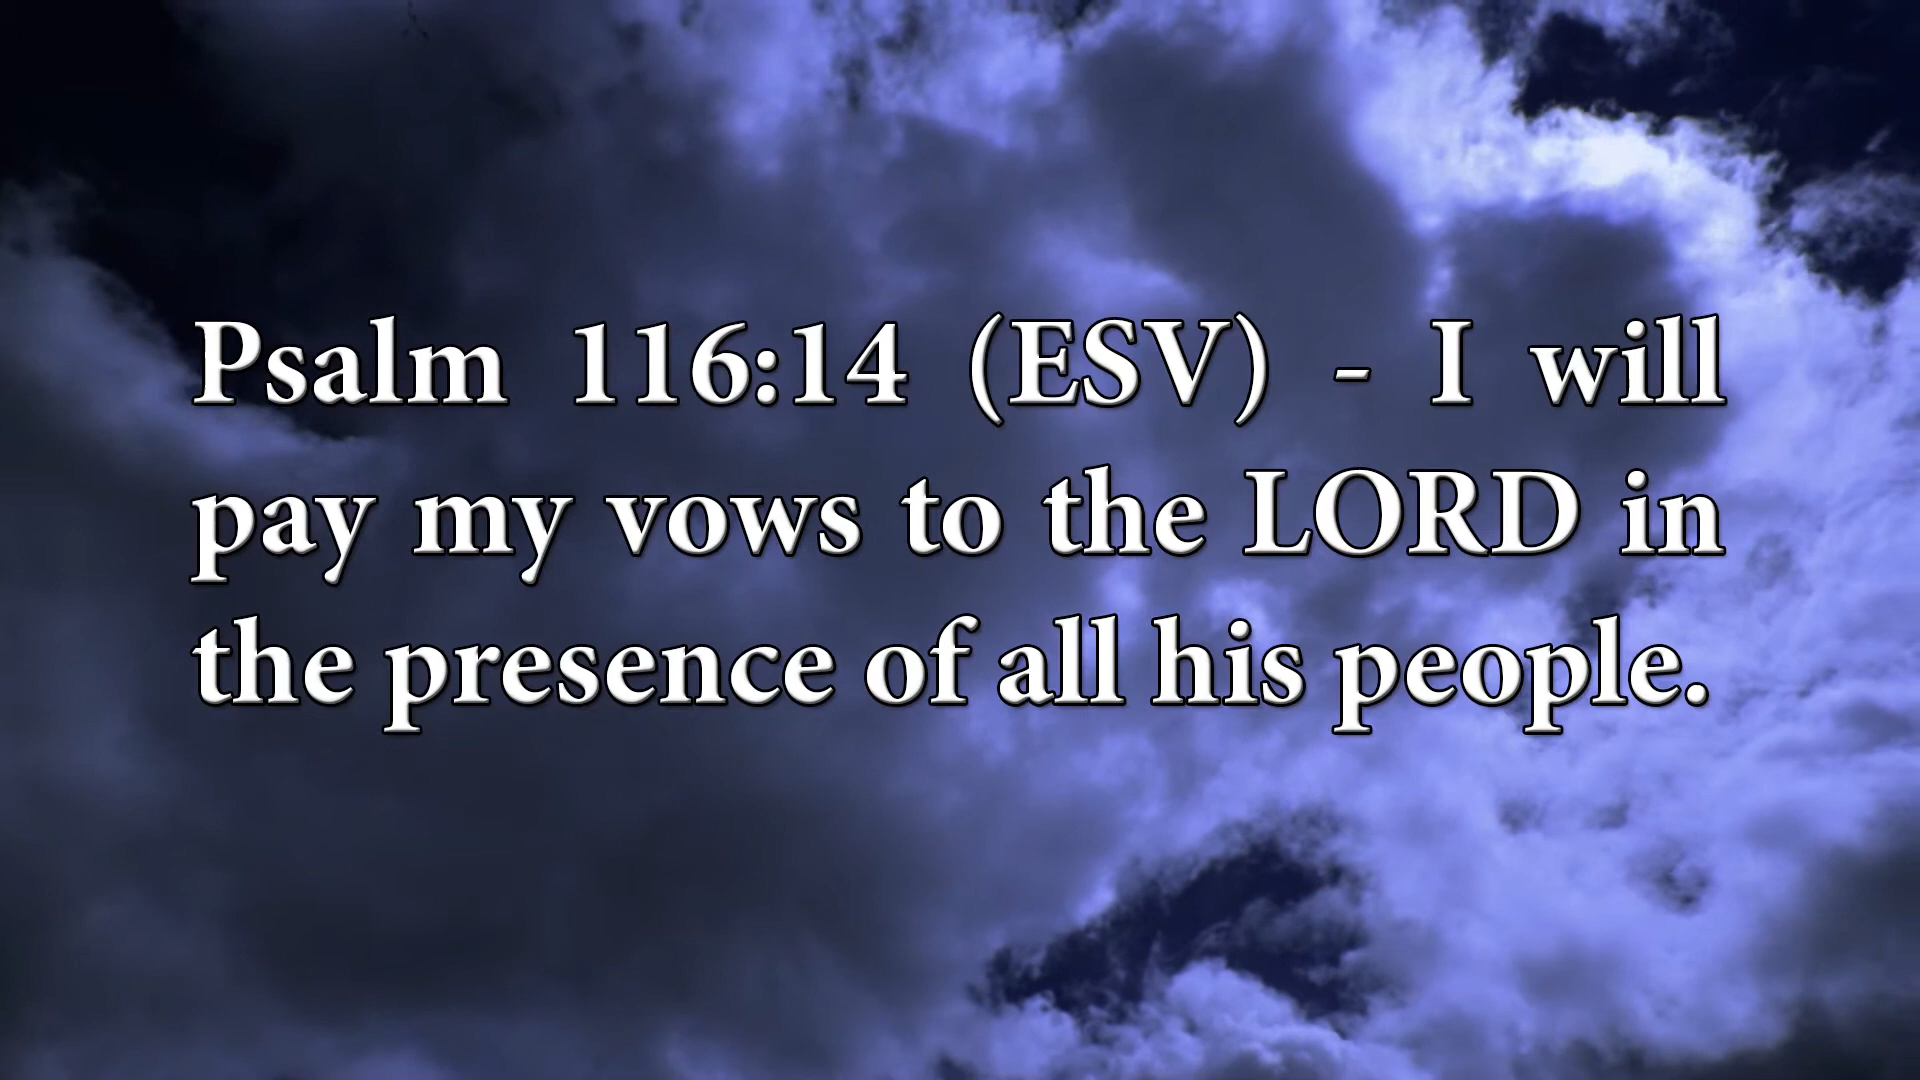 Psalm 116:14 (ESV) - I will
pay my vows to the LORD in
the presence of all his people.